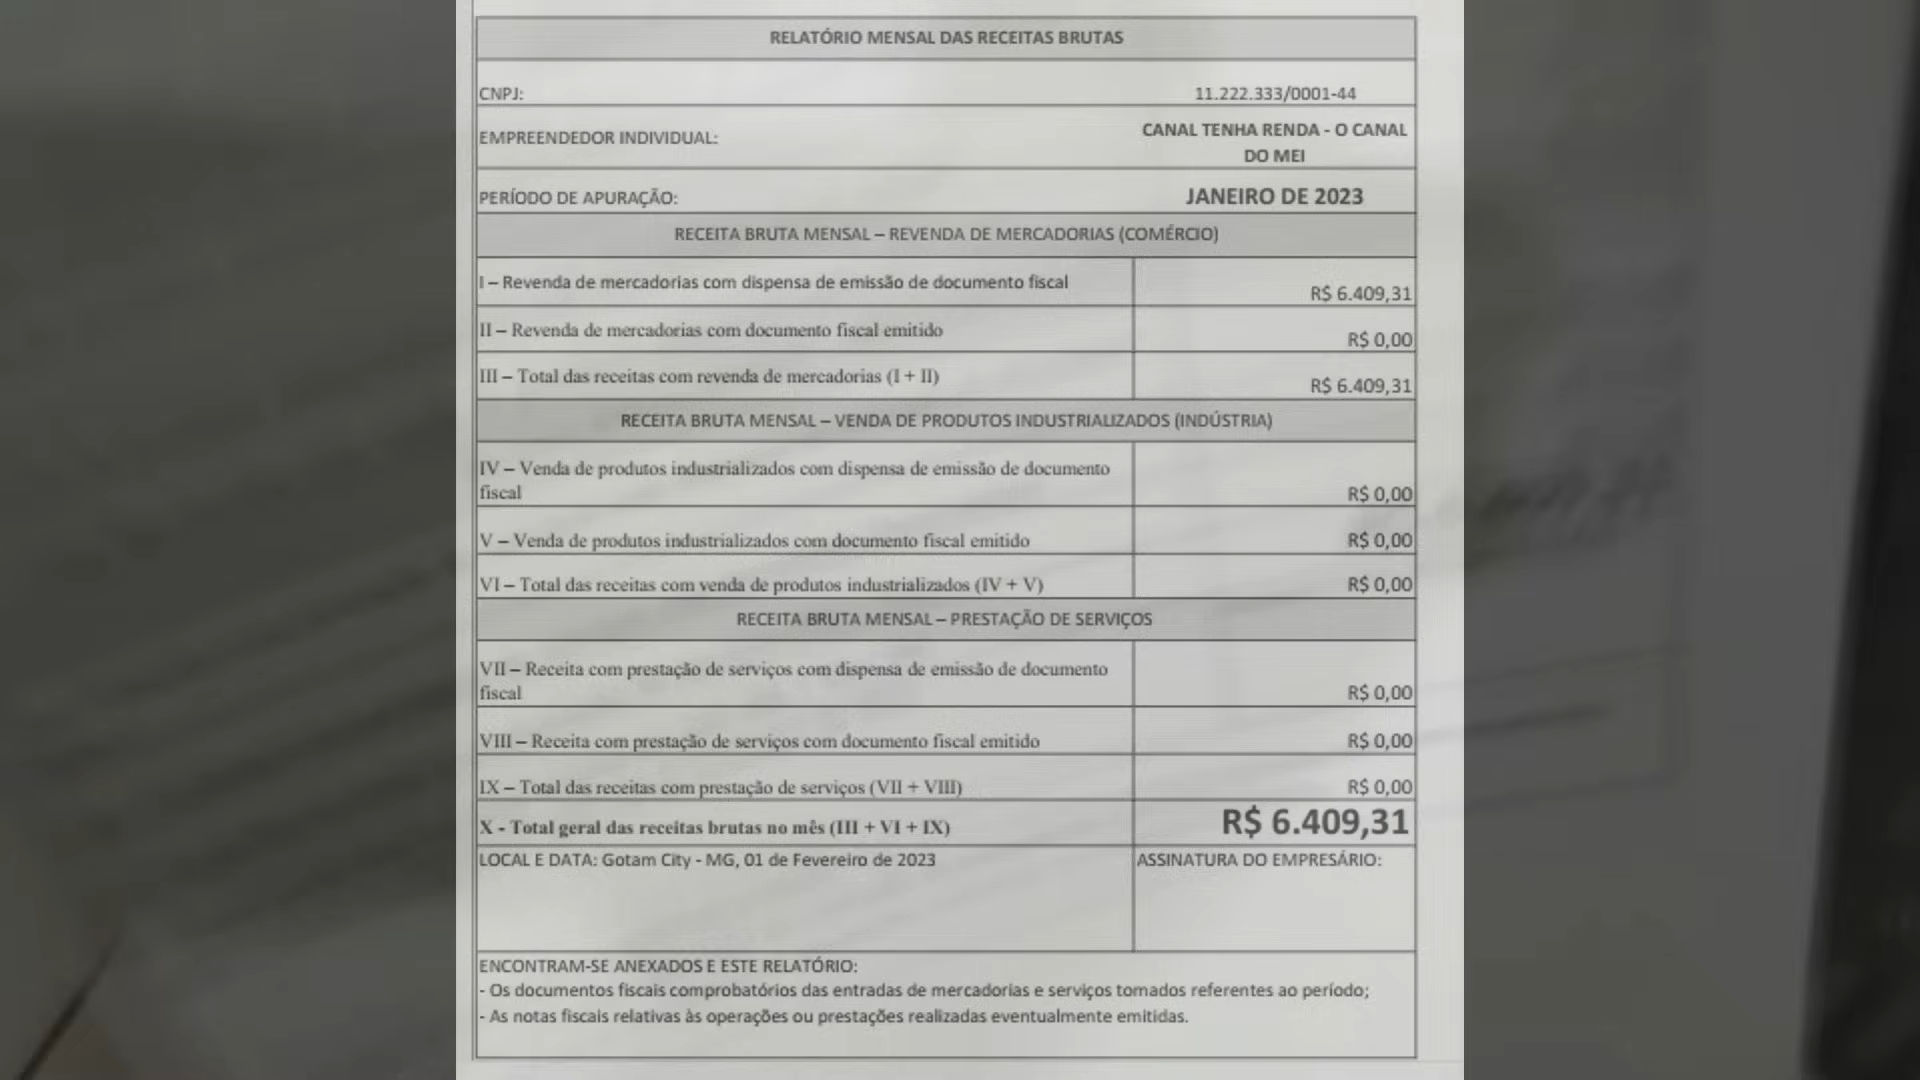 RELATÓRIO MENSAL DAS RECEITAS BRUTAS
CNPJ: 11.222.333/0001-44
EMPREENDEDOR INDIVIDUAL: CANAL TENHA RENDA - O CANAL
DO MEI
PERÍODO DE APURAÇÃO: JANEIRO DE 2023
RECEITA BRUTA MENSAL – REVENDA DE MERCADORIAS (COMÉRCIO)
I – Revenda de mercadorias com dispensa de emissão de documento fiscal R$ 6.409,31
II – Revenda de mercadorias com documento fiscal emitido R$ 0,00
III – Total das receitas com revenda de mercadorias (I + II) R$ 6.409,31
RECEITA BRUTA MENSAL – VENDA DE PRODUTOS INDUSTRIALIZADOS (INDÚSTRIA)
IV – Venda de produtos industrializados com dispensa de emissão de documento
fiscal R$ 0,00
V – Venda de produtos industrializados com documento fiscal emitido R$ 0,00
VI – Total das receitas com venda de produtos industrializados (IV + V) R$ 0,00
RECEITA BRUTA MENSAL – PRESTAÇÃO DE SERVIÇOS
VII – Receita com prestação de serviços com dispensa de emissão de documento
fiscal R$ 0,00
VIII – Receita com prestação de serviços com documento fiscal emitido R$ 0,00
IX – Total das receitas com prestação de serviços (VII + VIII) R$ 0,00
X - Total geral das receitas brutas no mês (III + VI + IX) R$ 6.409,31
LOCAL E DATA: Gotam City - MG, 01 de Fevereiro de 2023 ASSINATURA DO EMPRESÁRIO:
ENCONTRAM-SE ANEXADOS E ESTE RELATÓRIO:
- Os documentos fiscais comprobatórios das entradas de mercadorias e serviços tomados referentes ao período;
- As notas fiscais relativas às operações ou prestações realizadas eventualmente emitidas.